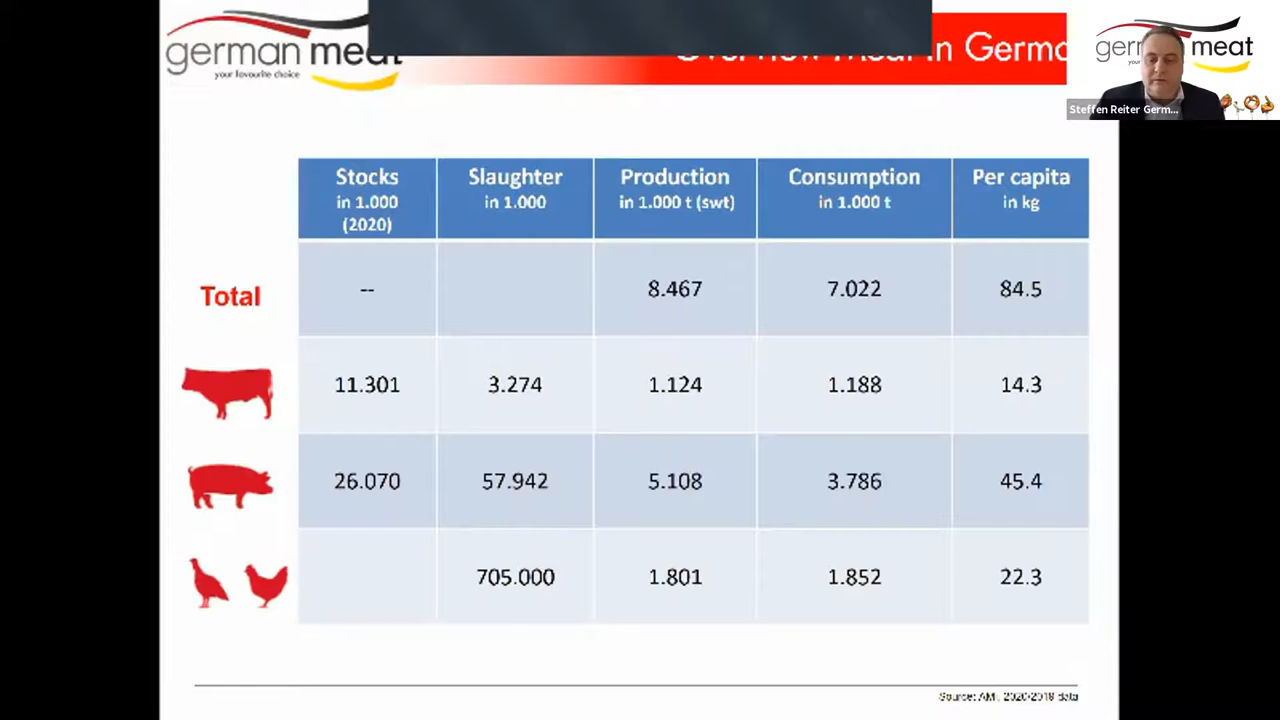 german meat
your favourite choice
in Germa
german meat
Steffen Reiter Germ...
Stocks Slaughter Production Consumption Per capita
in 1.000 in 1.000 in 1.000 t (swt) in 1.000 t in kg
(2020)
Total -- 8.467 7.022 84.5
11.301 3.274 1.124 1.188 14.3
26.070 57.942 5.108 3.786 45.4
705.000 1.801 1.852 22.3
Source: AMI, 2020/2019 data